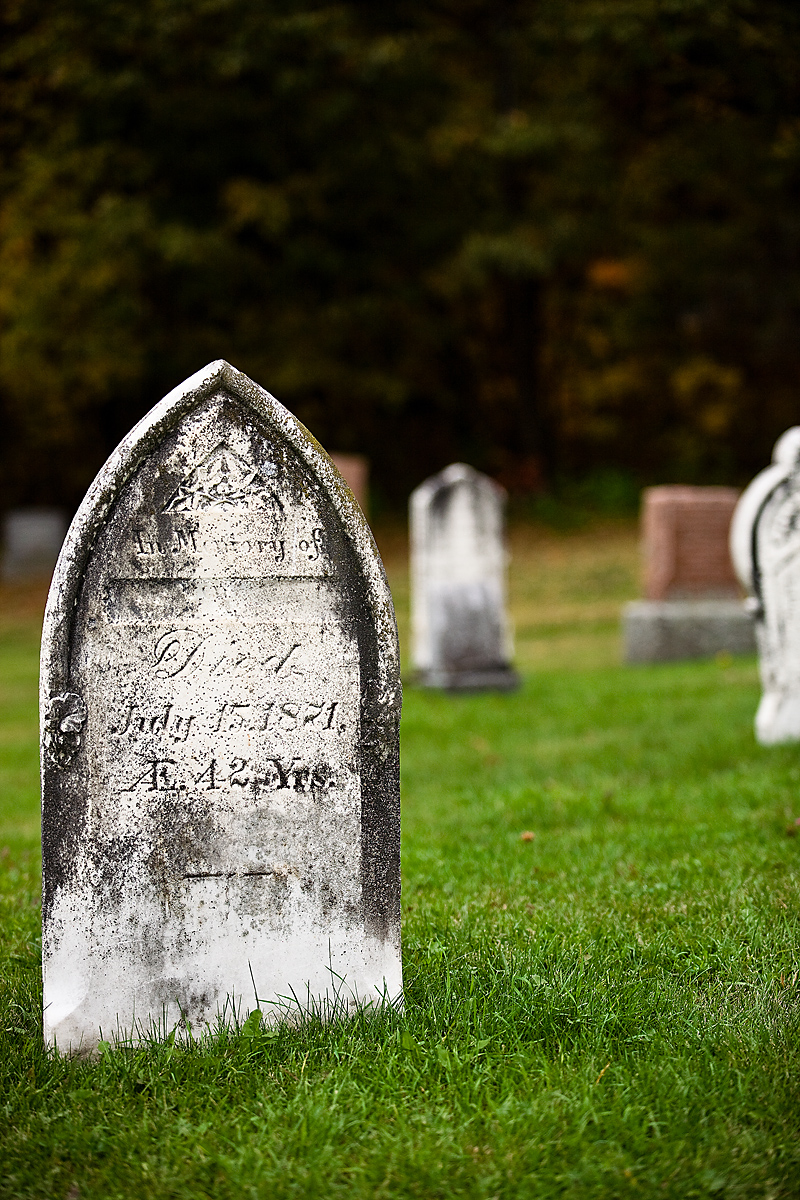 In Memory of
Died
July 15, 1871.
Æ. 42 Yrs.